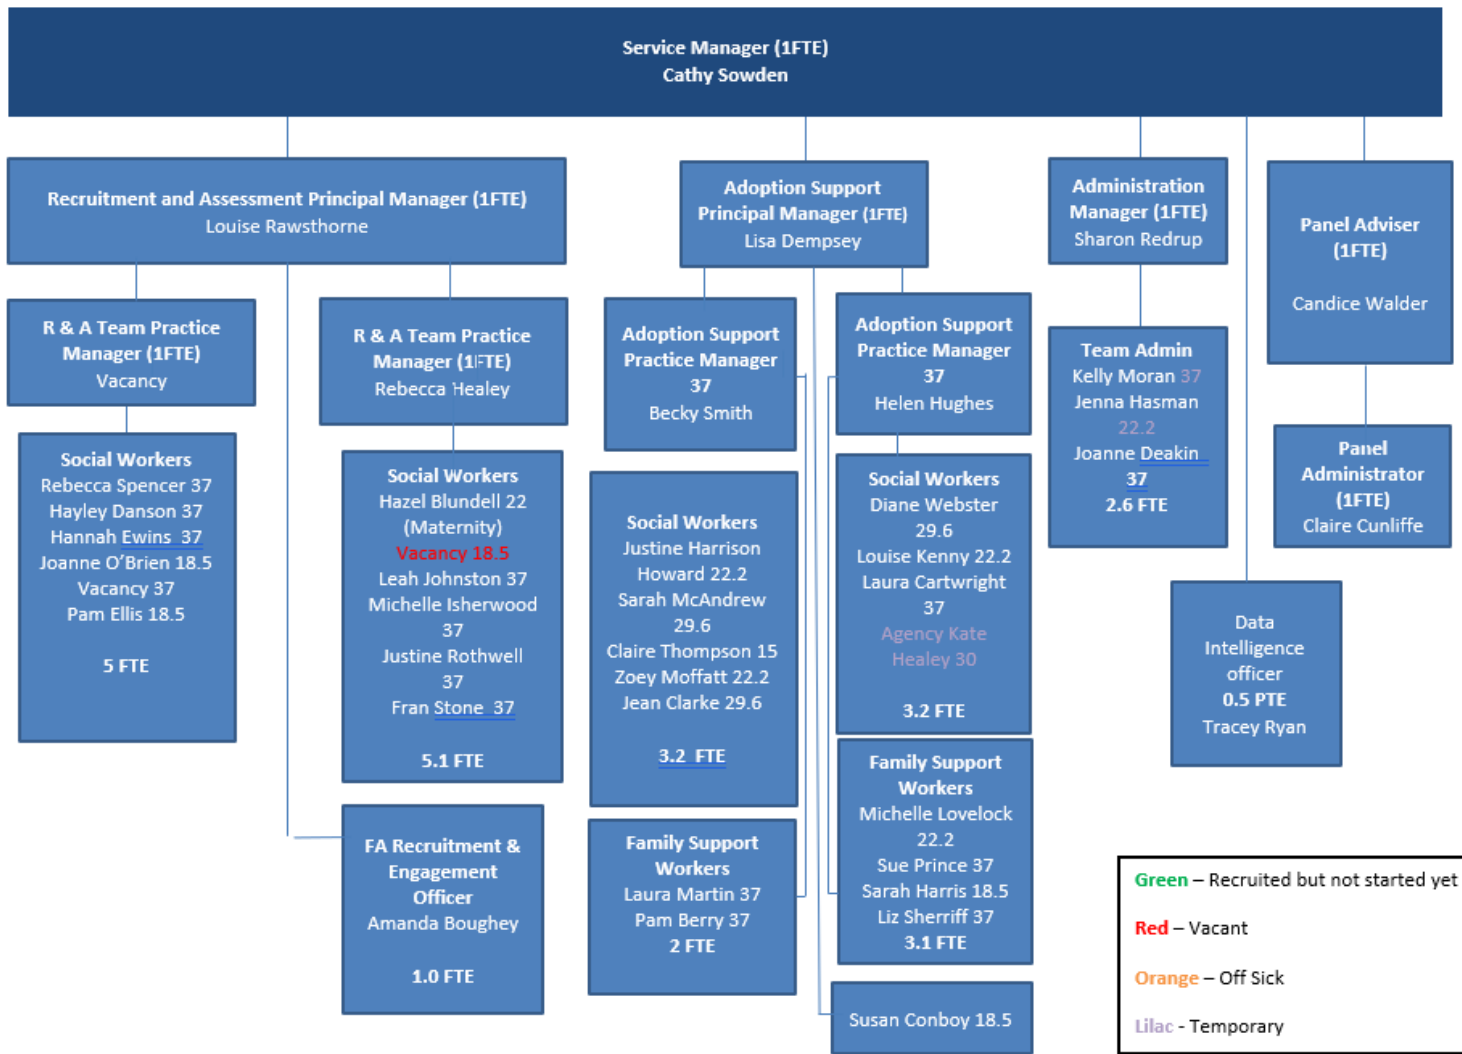 Service Manager (1FTE)
Cathy Sowden
Recruitment and Assessment Principal Manager (1FTE)
Louise Rawsthorne
Adoption Support
Principal Manager (1FTE)
Lisa Dempsey
Administration
Manager (1FTE)
Sharon Redrup
Panel Adviser
(1FTE)
Candice Walder
R & A Team Practice
Manager (1FTE)
Vacancy
R & A Team Practice
Manager (1FTE)
Rebecca Healey
Adoption Support
Practice Manager
37
Becky Smith
Adoption Support
Practice Manager
37
Helen Hughes
Team Admin
Kelly Moran 37
Jenna Hasman
22.2
Joanne Deakin
37
2.6 FTE
Panel
Administrator
(1FTE)
Claire Cunliffe
Social Workers
Rebecca Spencer 37
Hayley Danson 37
Hannah Ewins 37
Joanne O'Brien 18.5
Vacancy 37
Pam Ellis 18.5
5 FTE
Social Workers
Hazel Blundell 22
(Maternity)
Vacancy 18.5
Leah Johnston 37
Michelle Isherwood
37
Justine Rothwell
37
Fran Stone 37
5.1 FTE
Social Workers
Justine Harrison
Howard 22.2
Sarah McAndrew
29.6
Claire Thompson 15
Zoey Moffatt 22.2
Jean Clarke 29.6
3.2 FTE
Social Workers
Diane Webster
29.6
Louise Kenny 22.2
Laura Cartwright
37
Agency Kate
Healey 30
3.2 FTE
Data
Intelligence
officer
0.5 PTE
Tracey Ryan
FA Recruitment &
Engagement
Officer
Amanda Boughey
1.0 FTE
Family Support
Workers
Laura Martin 37
Pam Berry 37
2 FTE
Family Support
Workers
Michelle Lovelock
22.2
Sue Prince 37
Sarah Harris 18.5
Liz Sherriff 37
3.1 FTE
Susan Conboy 18.5
Green – Recruited but not started yet
Red – Vacant
Orange – Off Sick
Lilac - Temporary